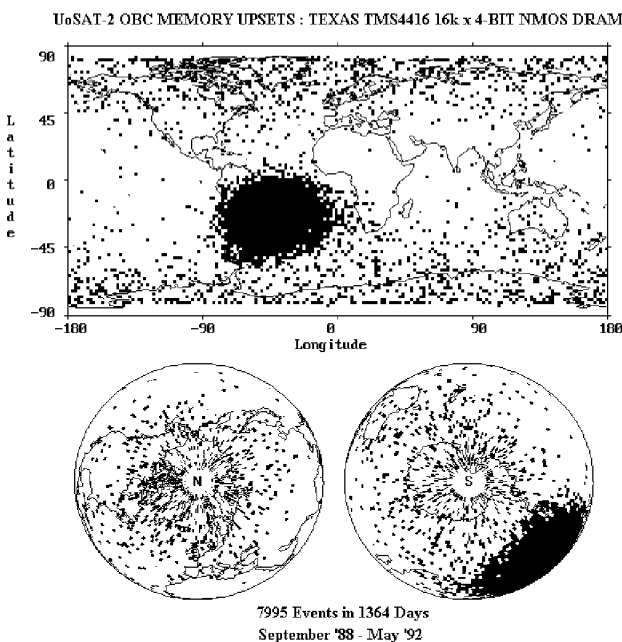 UoSAT-2 OBC MEMORY UPSETS : TEXAS TMS4416 16k x 4-BIT NMOS DRAM
90
45
0
-45
-90
Latitude
-180
-90
0
90
180
Longitude
N
S
7995 Events in 1364 Days
September '88 - May '92